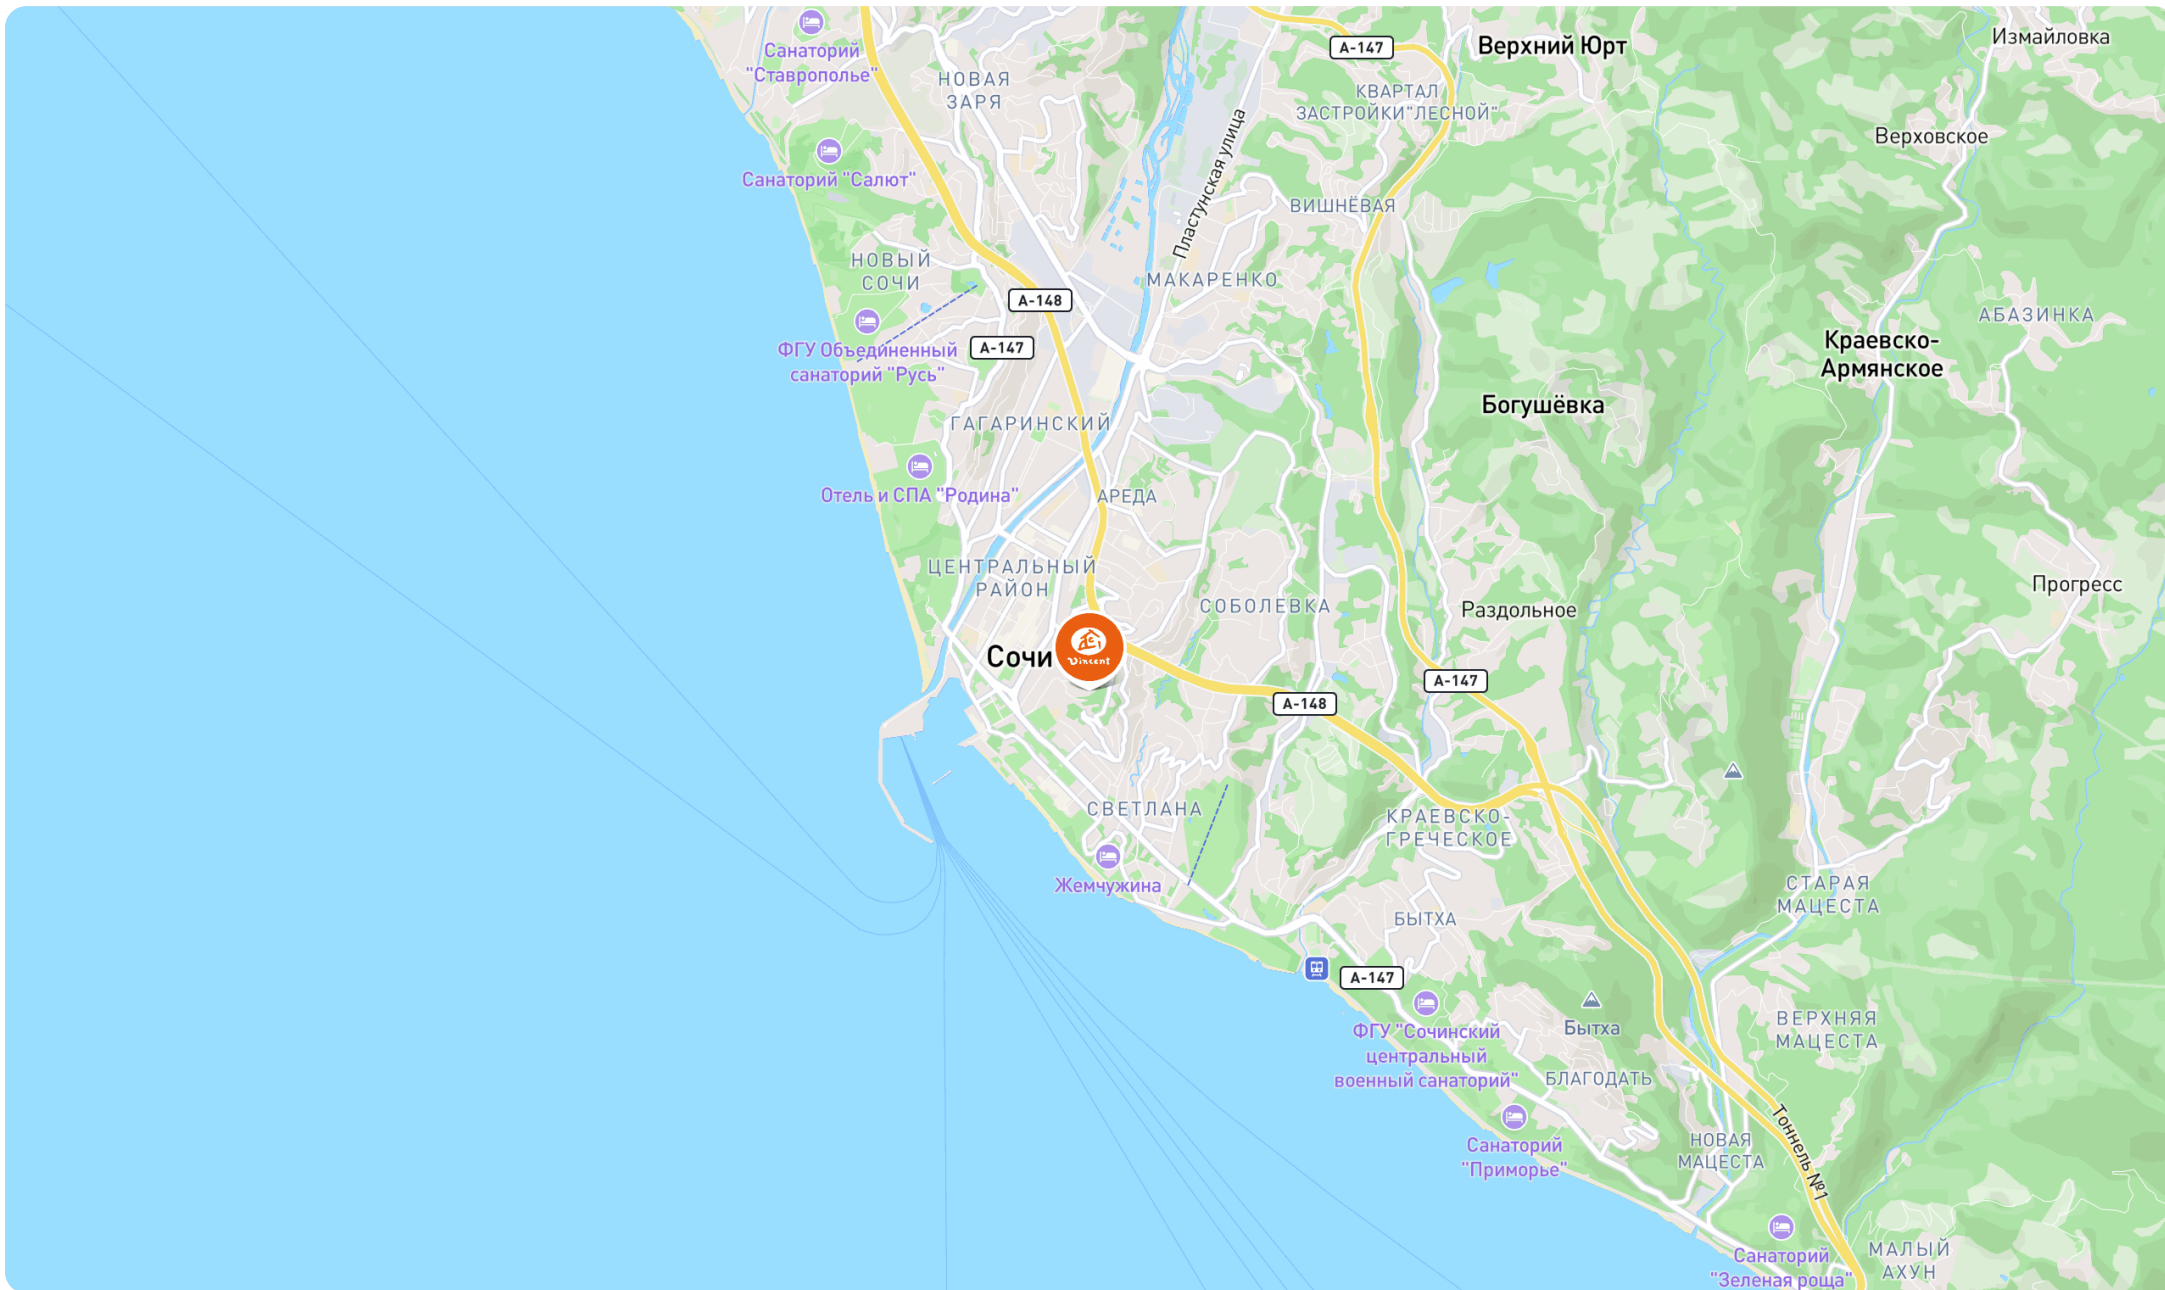 Санаторий
"Ставрополье"
НОВАЯ
ЗАРЯ
А-147
Верхний Юрт
Измайловка
КВАРТАЛ
ЗАСТРОЙКИ"ЛЕСНОЙ"
Верховское
Санаторий "Салют"
Пластунская улица
ВИШНЁВАЯ
НОВЫЙ
СОЧИ
МАКАРЕНКО
А-148
АБАЗИНКА
ФГУ Объединенный
санаторий "Русь"
А-147
Краевско-
Армянское
Богушёвка
ГАГАРИНСКИЙ
Отель и СПА "Родина"
АРЕДА
ЦЕНТРАЛЬНЫЙ
РАЙОН
СОБОЛЕВКА
Раздольное
Прогресс
Сочи
Vincent
А-147
А-148
СВЕТЛАНА
КРАЕВСКО-
ГРЕЧЕСКОЕ
Жемчужина
СТАРАЯ
МАЦЕСТА
БЫТХА
А-147
ФГУ "Сочинский
центральный
военный санаторий"
Бытха
ВЕРХНЯЯ
МАЦЕСТА
БЛАГОДАТЬ
Санаторий
"Приморье"
НОВАЯ
МАЦЕСТА
Тоннель №1
Санаторий
"Зеленая роща"
МАЛЫЙ
АХУН